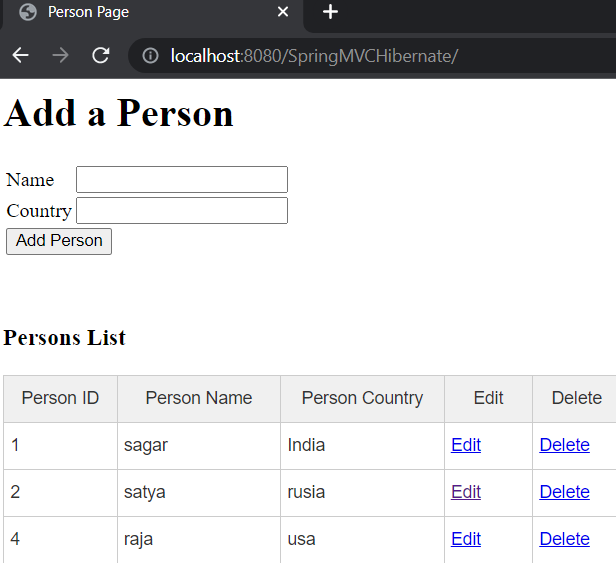 Person Page
localhost:8080/SpringMVCHibernate/
Add a Person
Name
Country
Add Person
Persons List
Person ID Person Name Person Country Edit Delete
1 sagar India Edit Delete
2 satya rusia Edit Delete
4 raja usa Edit Delete